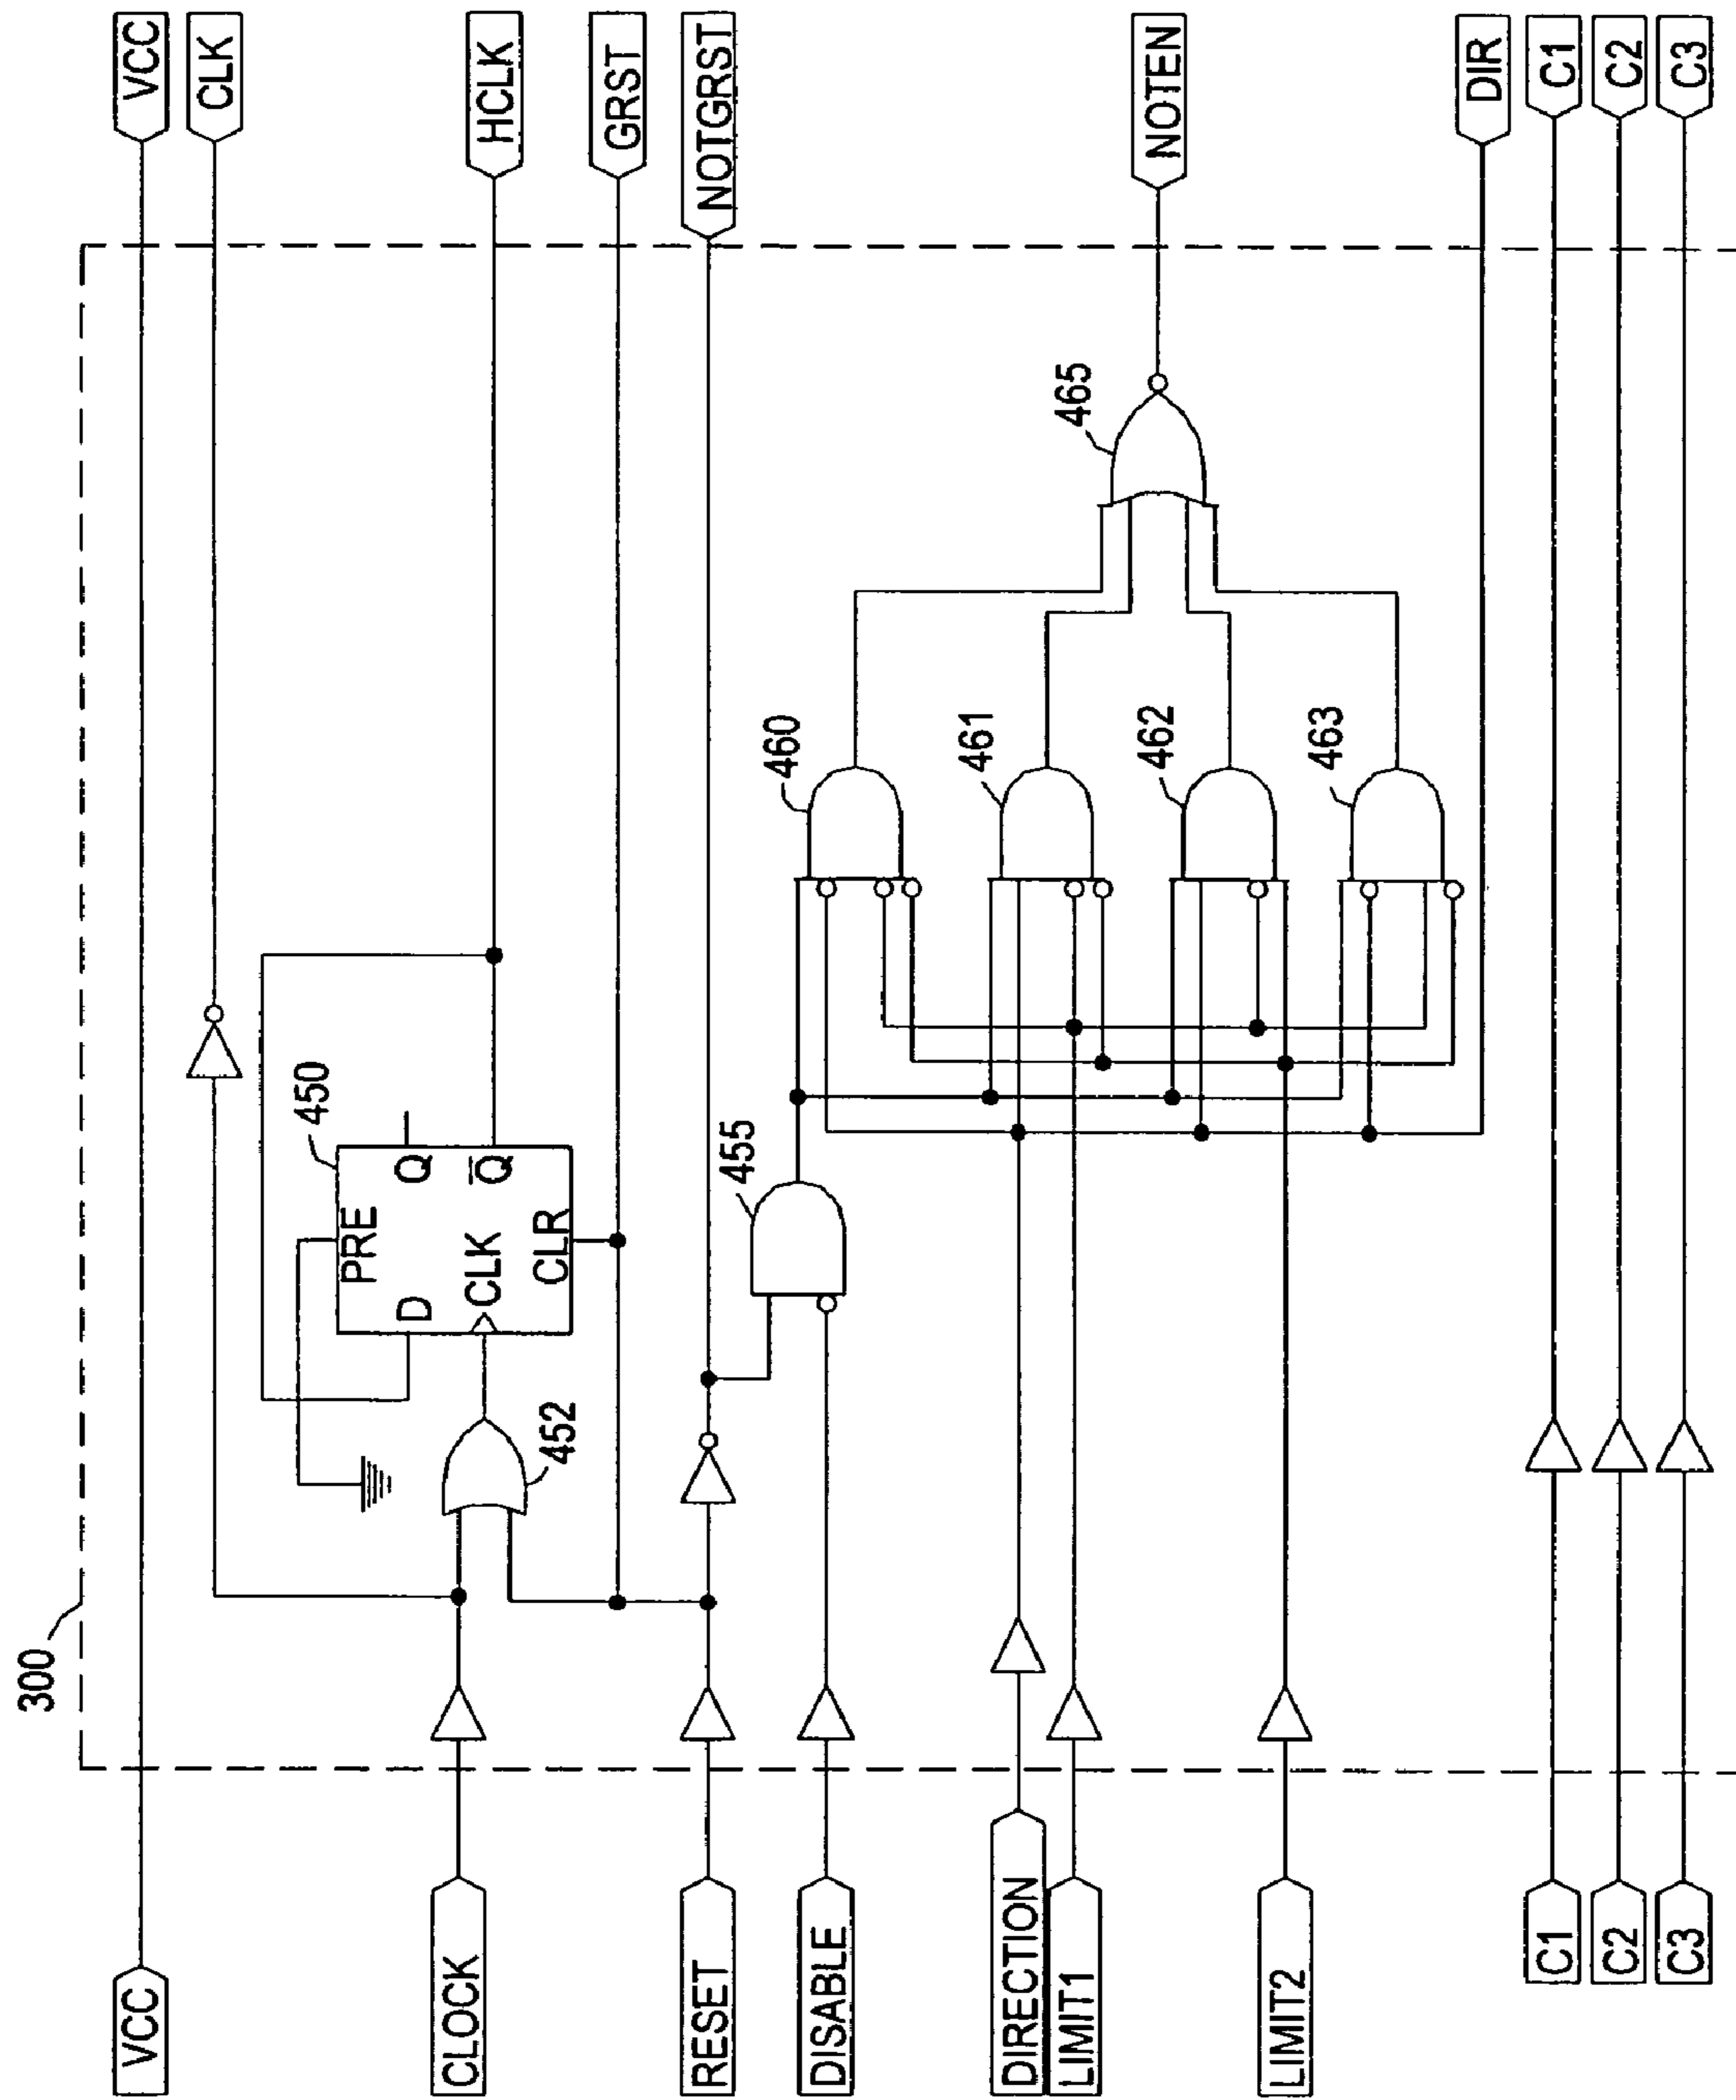 300
VCC
CLOCK
RESET
DISABLE
DIRECTION
LIMIT1
LIMIT2
C1
C2
C3
450
PRE
D
Q
CLK
Q̅
CLR
452
455
460
461
462
463
465
VCC
CLK
HCLK
GRST
NOTGRST
NOTEN
DIR
C1
C2
C3